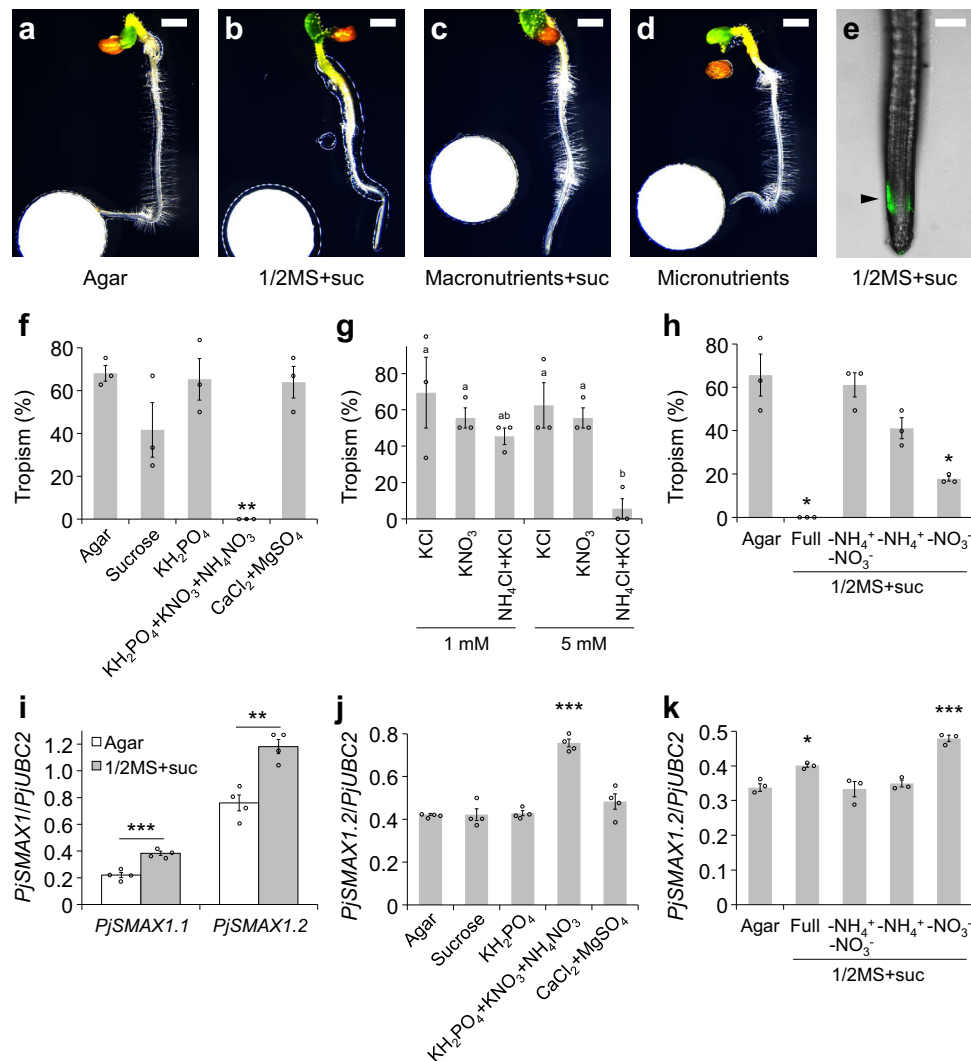 a b c d e
Agar 1/2MS+suc Macronutrients+suc Micronutrients 1/2MS+suc
f
Tropism (%)
80
60
40
20
0
**
Agar
Sucrose
KH₂PO₄
KH₂PO₄+KNO₃+NH₄NO₃
CaCl₂+MgSO₄
g
Tropism (%)
100
80
60
40
20
0
a a ab a a b
KCl
KNO₃
NH₄Cl+KCl
KCl
KNO₃
NH₄Cl+KCl
1 mM 5 mM
h
Tropism (%)
80
60
40
20
0
* *
Agar Full -NH₄⁺ -NH₄⁺ -NO₃⁻
-NO₃⁻
1/2MS+suc
i
PjSMAX1/PjUBC2
1.2
1.0
0.8
0.6
0.4
0.2
0
Agar
1/2MS+suc
*** **
PjSMAX1.1 PjSMAX1.2
j
PjSMAX1.2/PjUBC2
0.8
0.6
0.4
0.2
0
***
Agar
Sucrose
KH₂PO₄
KH₂PO₄+KNO₃+NH₄NO₃
CaCl₂+MgSO₄
k
PjSMAX1.2/PjUBC2
0.5
0.4
0.3
0.2
0.1
0
* ***
Agar Full -NH₄⁺ -NH₄⁺ -NO₃⁻
-NO₃⁻
1/2MS+suc